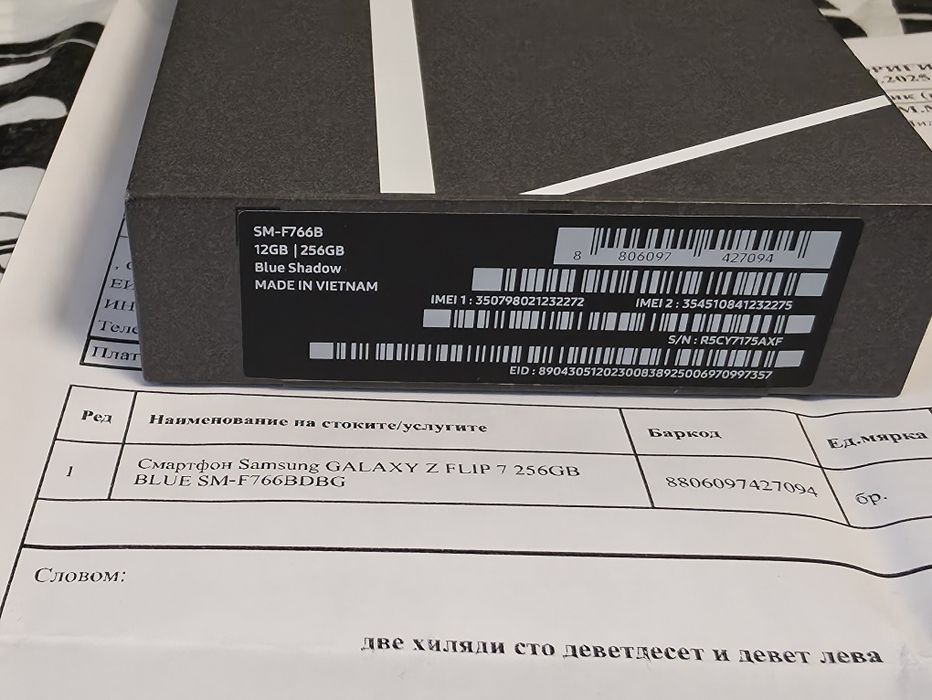 SM-F766B
12GB | 256GB
Blue Shadow
MADE IN VIETNAM
8 806097 427094
IMEI 1 : 350798021232272 IMEI 2 : 354510841232275
S/N : R5CY7175AXF
EID : 89043051202300838925006970997357
Ред Наименование на стоките/услугите Баркод Ед.мярка
1 Смартфон Samsung GALAXY Z FLIP 7 256GB 8806097427094 бр.
BLUE SM-F766BDBG
Словом:
две хиляди сто деветдесет и девет лева